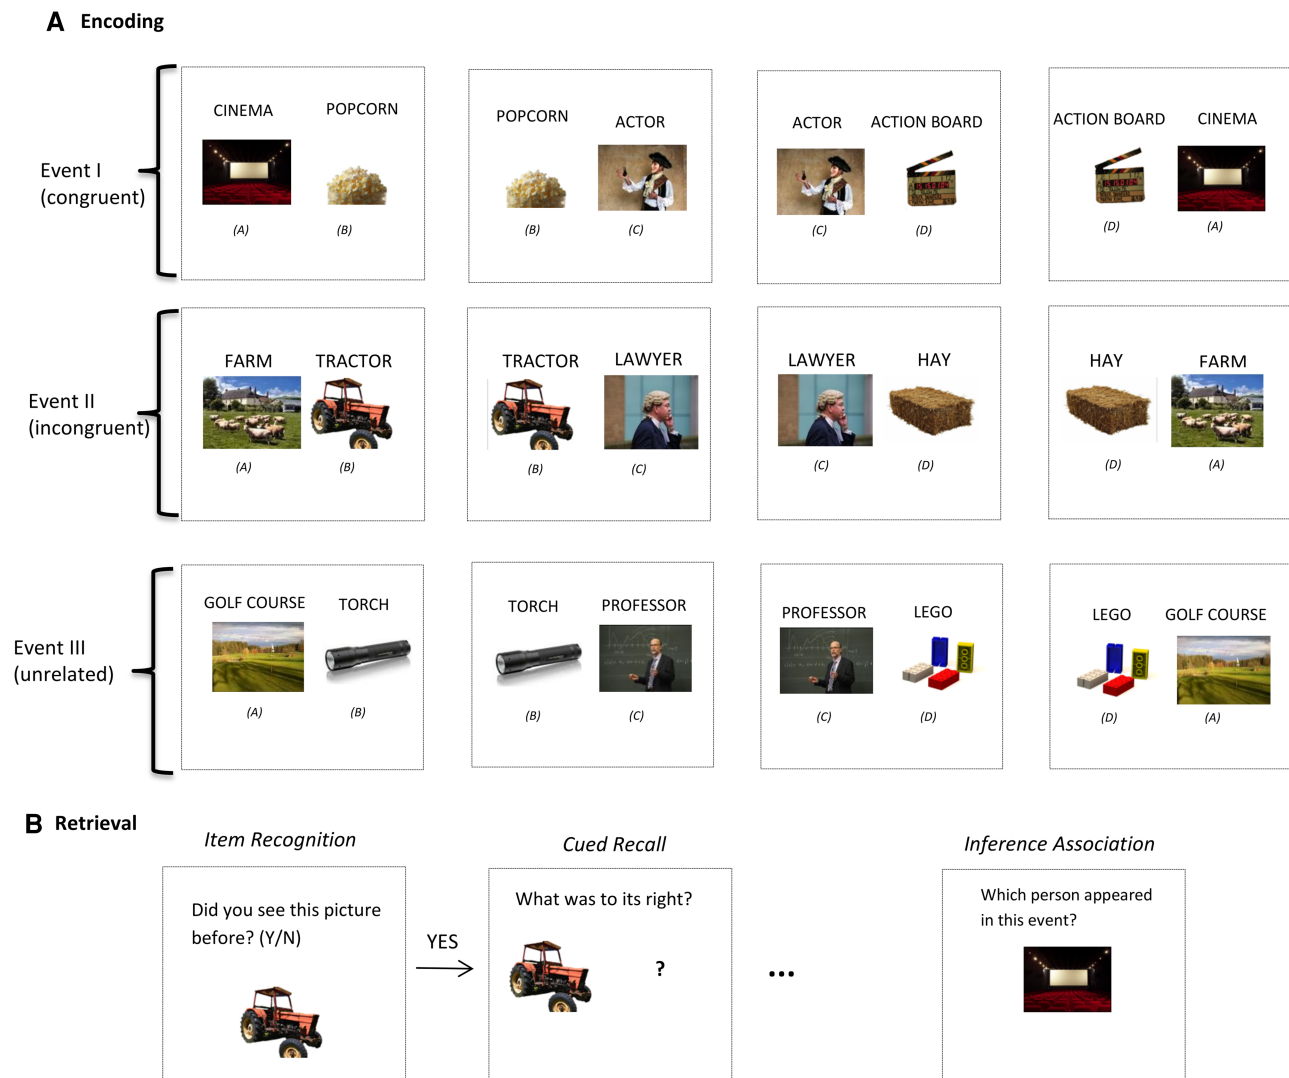 A Encoding
Event I
(congruent)
CINEMA POPCORN
(A) (B)
POPCORN ACTOR
(B) (C)
ACTOR ACTION BOARD
(C) (D)
ACTION BOARD CINEMA
(D) (A)
Event II
(incongruent)
FARM TRACTOR
(A) (B)
TRACTOR LAWYER
(B) (C)
LAWYER HAY
(C) (D)
HAY FARM
(D) (A)
Event III
(unrelated)
GOLF COURSE TORCH
(A) (B)
TORCH PROFESSOR
(B) (C)
PROFESSOR LEGO
(C) (D)
LEGO GOLF COURSE
(D) (A)
B Retrieval
Item Recognition
Did you see this picture
before? (Y/N)
YES
Cued Recall
What was to its right?
?
...
Inference Association
Which person appeared
in this event?